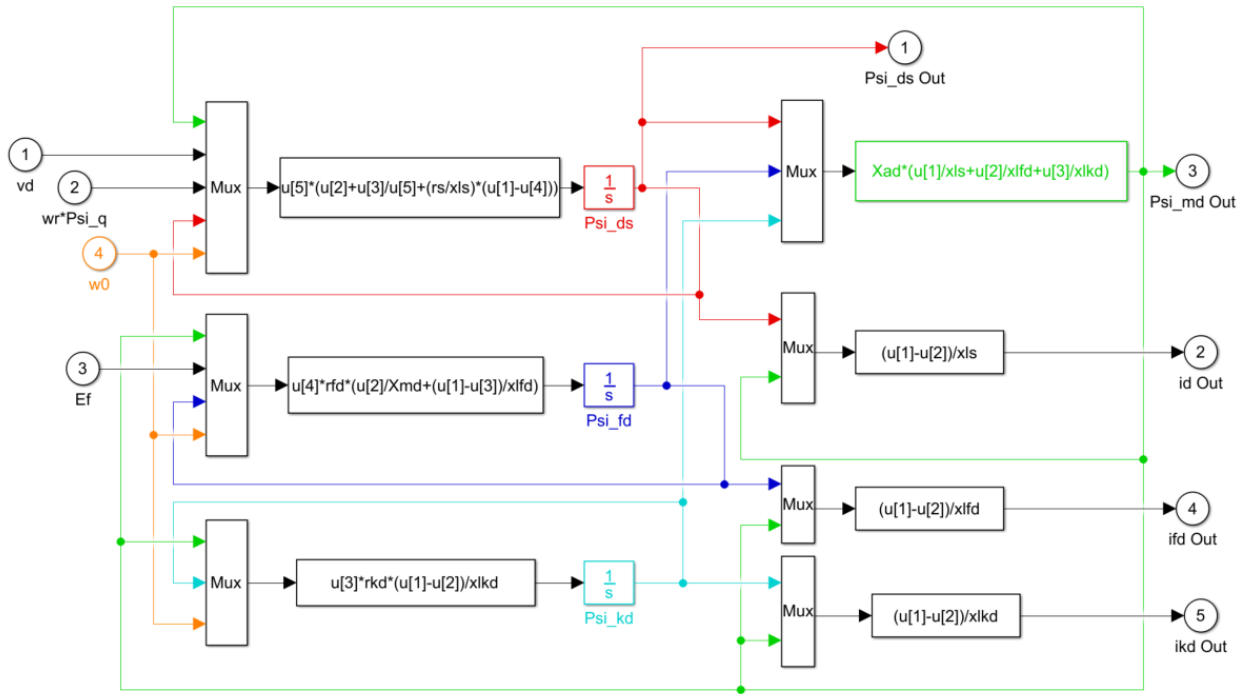 1
Psi_ds Out
1
vd
2
wr*Psi_q
4
w0
Mux
u[5]*(u[2]+u[3]/u[5]+(rs/xls)*(u[1]-u[4]))
1
s
Psi_ds
Mux
Xad*(u[1]/xls+u[2]/xlfd+u[3]/xlkd)
3
Psi_md Out
3
Ef
Mux
u[4]*rfd*(u[2]/Xmd+(u[1]-u[3])/xlfd)
1
s
Psi_fd
Mux
(u[1]-u[2])/xls
2
id Out
Mux
(u[1]-u[2])/xlfd
4
ifd Out
Mux
u[3]*rkd*(u[1]-u[2])/xlkd
1
s
Psi_kd
Mux
(u[1]-u[2])/xlkd
5
ikd Out